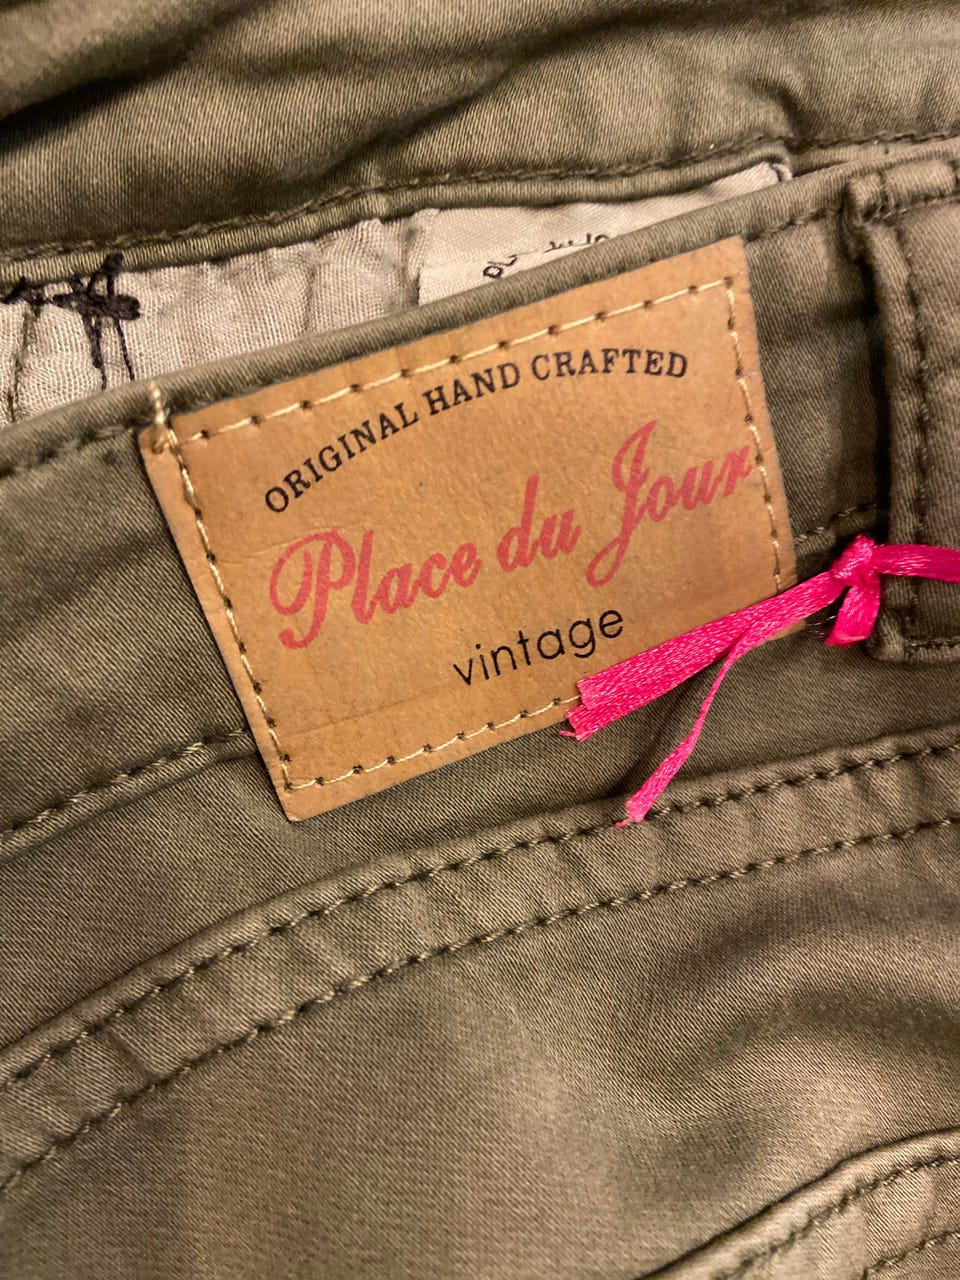 ORIGINAL HAND CRAFTED
Place du Jour
vintage